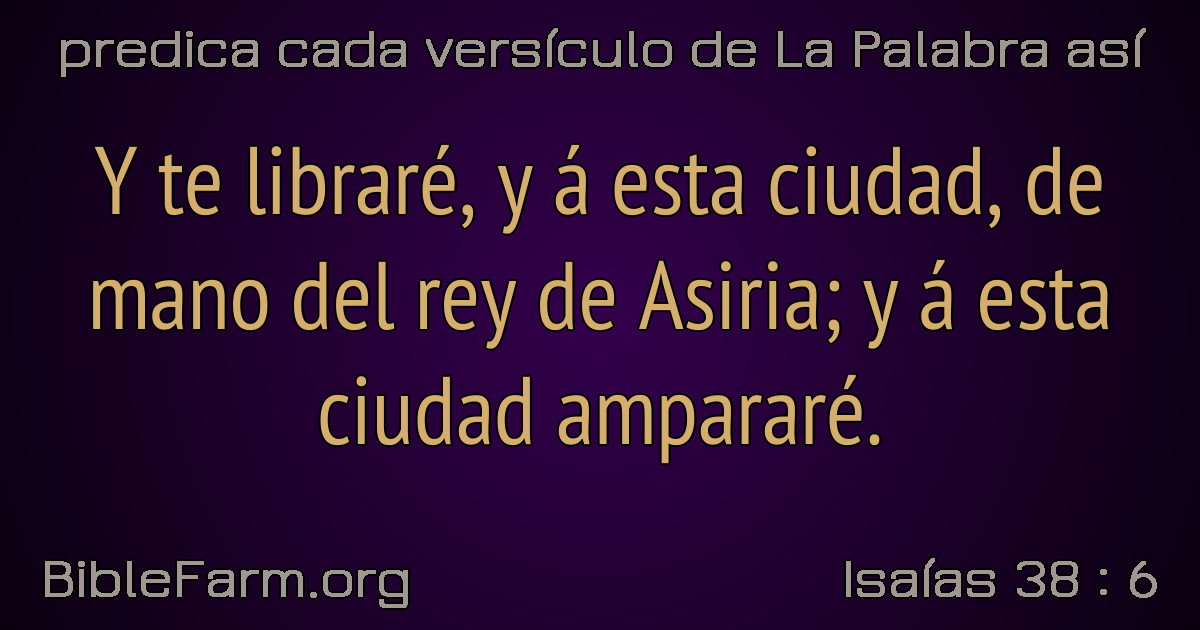 predica cada versículo de La Palabra así
Y te libraré, y á esta ciudad, de
mano del rey de Asiria; y á esta
ciudad ampararé.
BibleFarm.org
Isaías 38 : 6